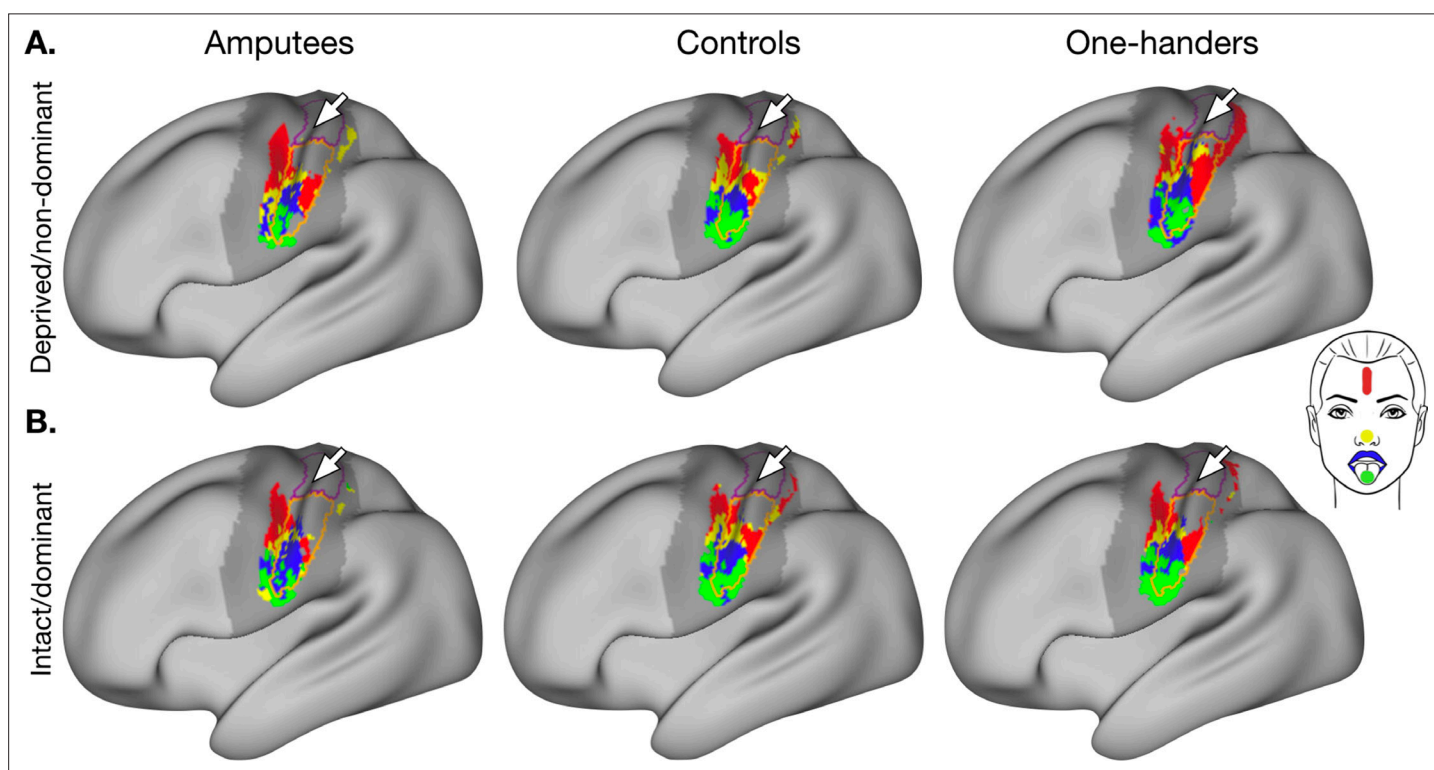 A.
Amputees
Controls
One-handers
Deprived/non-dominant
B.
Intact/dominant